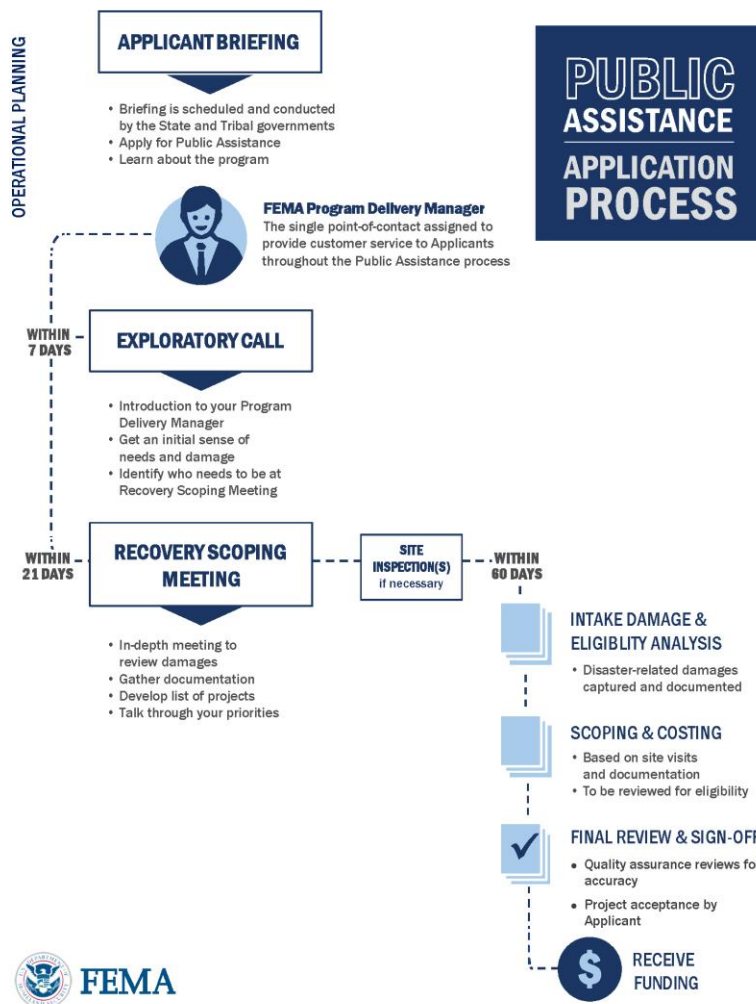 OPERATIONAL PLANNING
APPLICANT BRIEFING
• Briefing is scheduled and conducted
by the State and Tribal governments
• Apply for Public Assistance
• Learn about the program
PUBLIC
ASSISTANCE
APPLICATION
PROCESS
FEMA Program Delivery Manager
The single point-of-contact assigned to
provide customer service to Applicants
throughout the Public Assistance process
WITHIN
7 DAYS
EXPLORATORY CALL
• Introduction to your Program
Delivery Manager
• Get an initial sense of
needs and damage
• Identify who needs to be at
Recovery Scoping Meeting
WITHIN
21 DAYS
RECOVERY SCOPING
MEETING
• In-depth meeting to
review damages
• Gather documentation
• Develop list of projects
• Talk through your priorities
SITE
INSPECTION(S)
if necessary
WITHIN
60 DAYS
INTAKE DAMAGE &
ELIGIBLITY ANALYSIS
• Disaster-related damages
captured and documented
SCOPING & COSTING
• Based on site visits
and documentation
• To be reviewed for eligibility
FINAL REVIEW & SIGN-OF
• Quality assurance reviews fo
accuracy
• Project acceptance by
Applicant
$
RECEIVE
FUNDING
FEMA